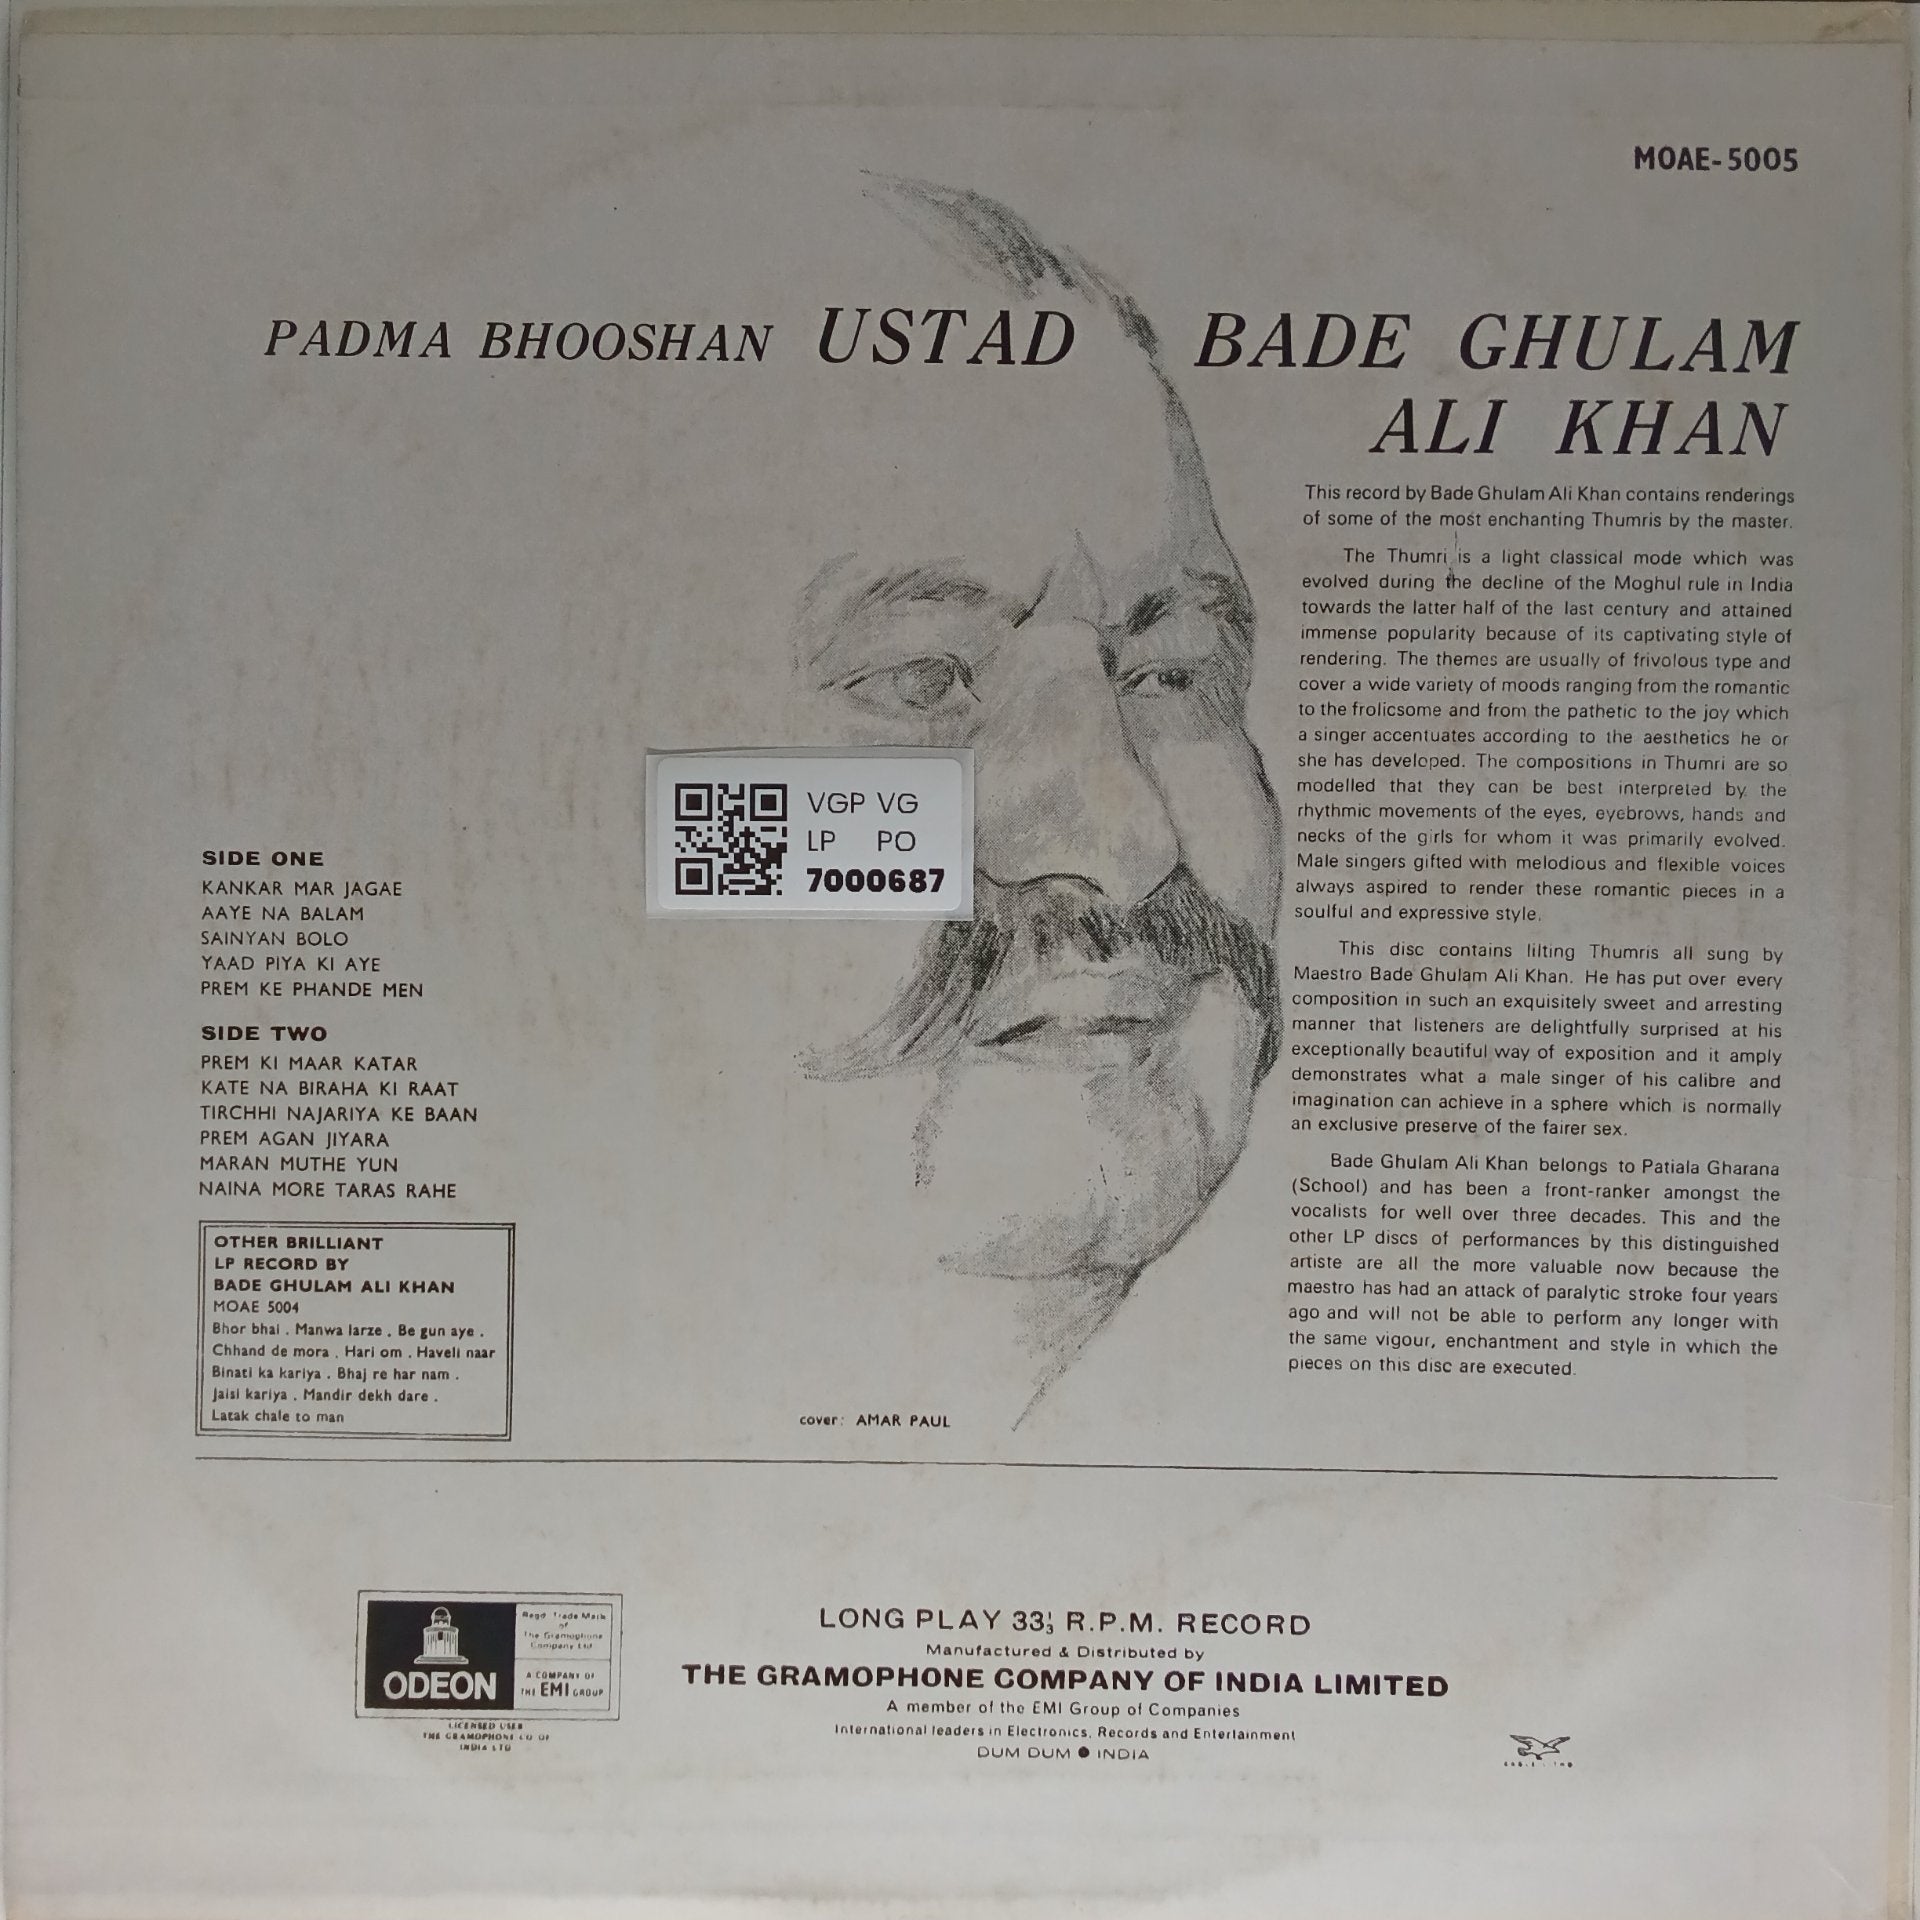 MOAE-5005
PADMA BHOOSHAN USTAD BADE GHULAM
ALI KHAN
This record by Bade Ghulam Ali Khan contains renderings
of some of the most enchanting Thumris by the master.
The Thumri is a light classical mode which was
evolved during the decline of the Moghul rule in India
towards the latter half of the last century and attained
immense popularity because of its captivating style of
rendering. The themes are usually of frivolous type and
cover a wide variety of moods ranging from the romantic
to the frolicsome and from the pathetic to the joy which
a singer accentuates according to the aesthetics he or
she has developed. The compositions in Thumri are so
modelled that they can be best interpreted by the
rhythmic movements of the eyes, eyebrows, hands and
necks of the girls for whom it was primarily evolved.
Male singers gifted with melodious and flexible voices
always aspired to render these romantic pieces in a
soulful and expressive style.
This disc contains lilting Thumris all sung by
Maestro Bade Ghulam Ali Khan. He has put over every
composition in such an exquisitely sweet and arresting
manner that listeners are delightfully surprised at his
exceptionally beautiful way of exposition and it amply
demonstrates what a male singer of his calibre and
imagination can achieve in a sphere which is normally
an exclusive preserve of the fairer sex.
Bade Ghulam Ali Khan belongs to Patiala Gharana
(School) and has been a front-ranker amongst the
vocalists for well over three decades. This and the
other LP discs of performances by this distinguished
artiste are all the more valuable now because the
maestro has had an attack of paralytic stroke four years
ago and will not be able to perform any longer with
the same vigour, enchantment and style in which the
pieces on this disc are executed.
VGP VG
LP PO
7000687
SIDE ONE
KANKAR MAR JAGAE
AAYE NA BALAM
SAINYAN BOLO
YAAD PIYA KI AYE
PREM KE PHANDE MEN
SIDE TWO
PREM KI MAAR KATAR
KATE NA BIRAHA KI RAAT
TIRCHHI NAJARIYA KE BAAN
PREM AGAN JIYARA
MARAN MUTHE YUN
NAINA MORE TARAS RAHE
OTHER BRILLIANT
LP RECORD BY
BADE GHULAM ALI KHAN
MOAE 5004
Bhor bhai . Manwa larze . Be gun aye .
Chhand de mora . Hari om . Haveli naar
Binati ka kariya . Bhaj re har nam .
Jaisi kariya . Mandir dekh dare .
Latak chale to man
cover: AMAR PAUL
ODEON
Regd. Trade Mark
of
The Gramophone
Company Ltd.
A COMPANY OF
THE EMI GROUP
LICENSED USER
THE GRAMOPHONE CO OF
INDIA LTD
LONG PLAY 33⅓ R.P.M. RECORD
Manufactured & Distributed by
THE GRAMOPHONE COMPANY OF INDIA LIMITED
A member of the EMI Group of Companies
International leaders in Electronics, Records and Entertainment
DUM DUM ● INDIA